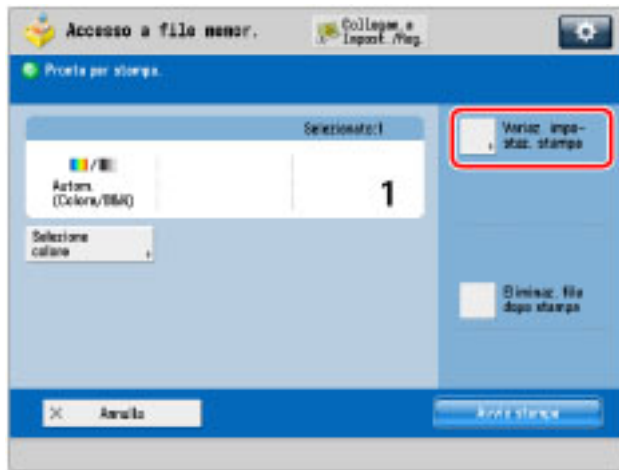 Accesso a file memor.
Collegam. e
Impost./Reg.
Pronta per stampa.
Selezionato:1
Variaz. impo-
staz. stampa
Autom.
(Colore/B&N)
1
Selezione
colore
Eliminaz. file
dopo stampa
Annulla
Avvio stampa